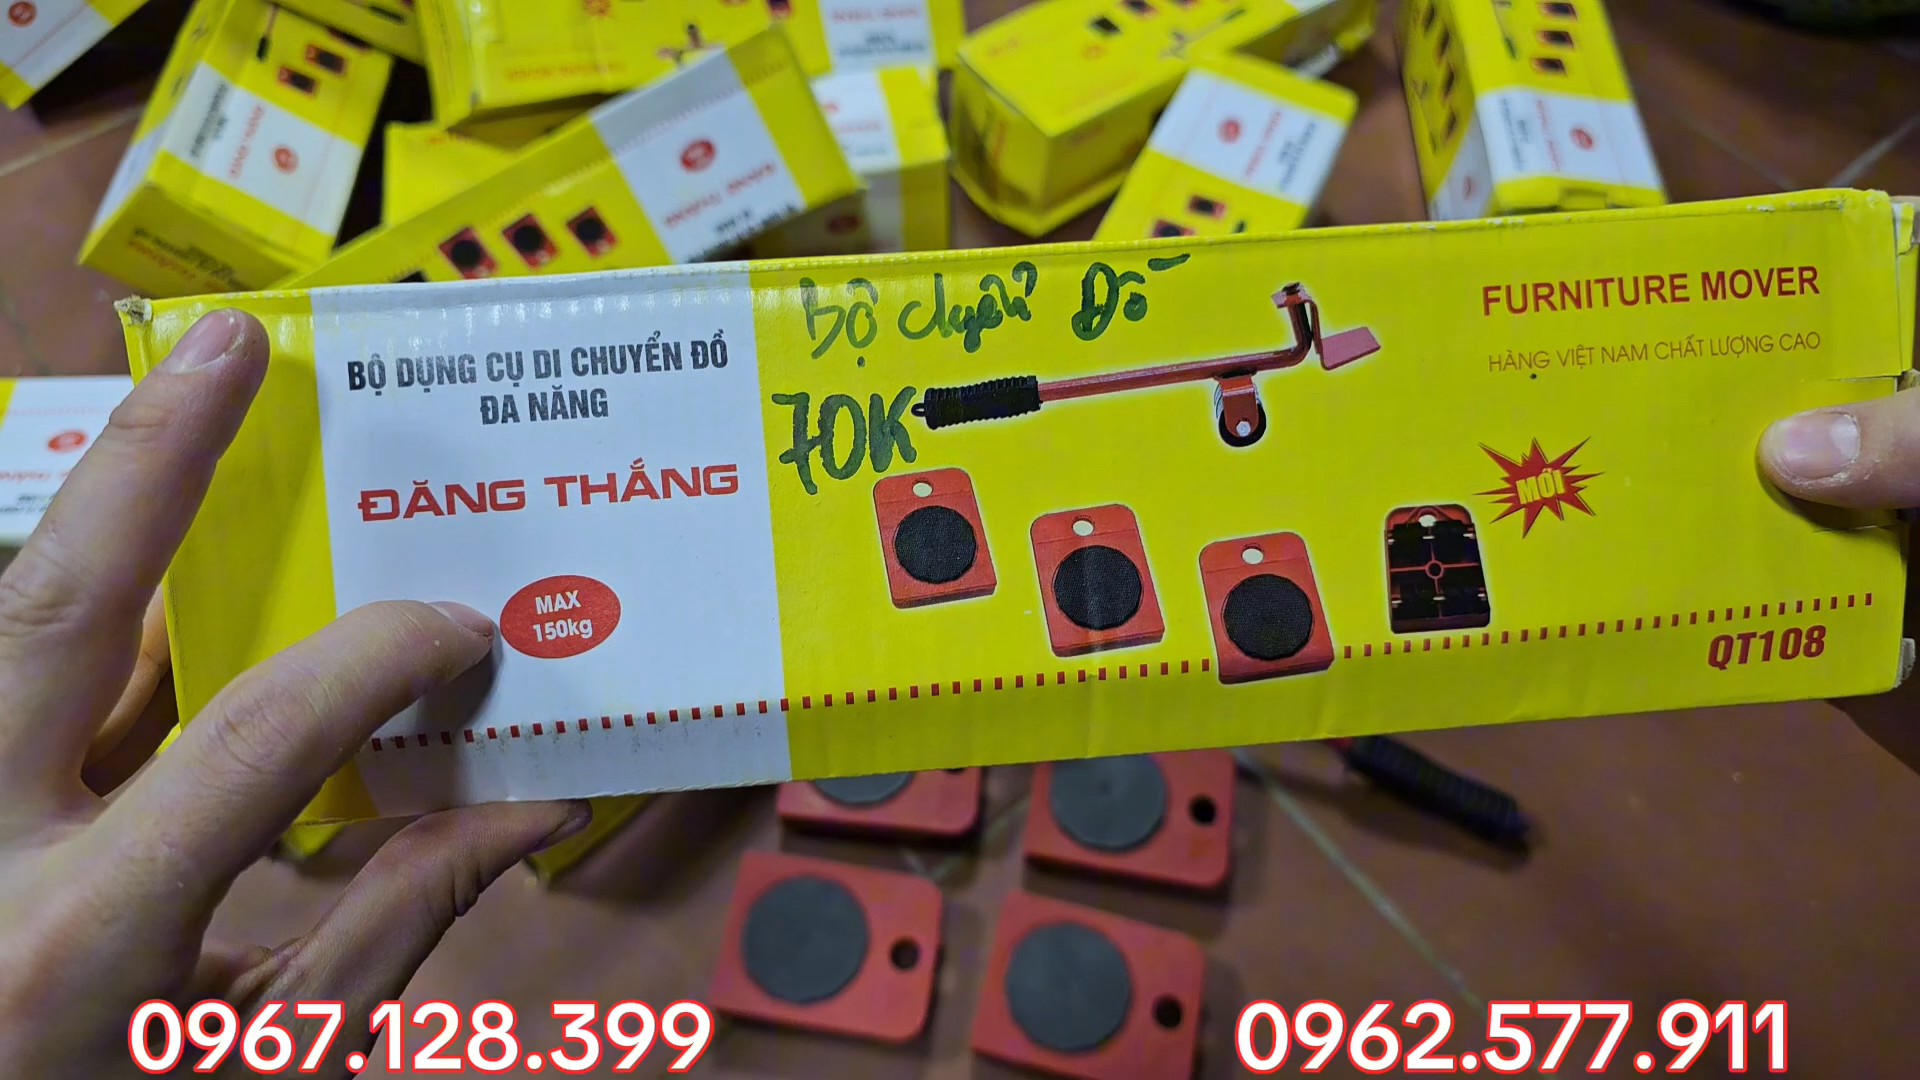 BỘ DỤNG CỤ DI CHUYỂN ĐỒ
ĐA NĂNG
ĐĂNG THẮNG
MAX
150kg
Bộ chyển Đồ
70K
FURNITURE MOVER
HÀNG VIỆT NAM CHẤT LƯỢNG CAO
MỚI
QT108
0967.128.399
0962.577.911